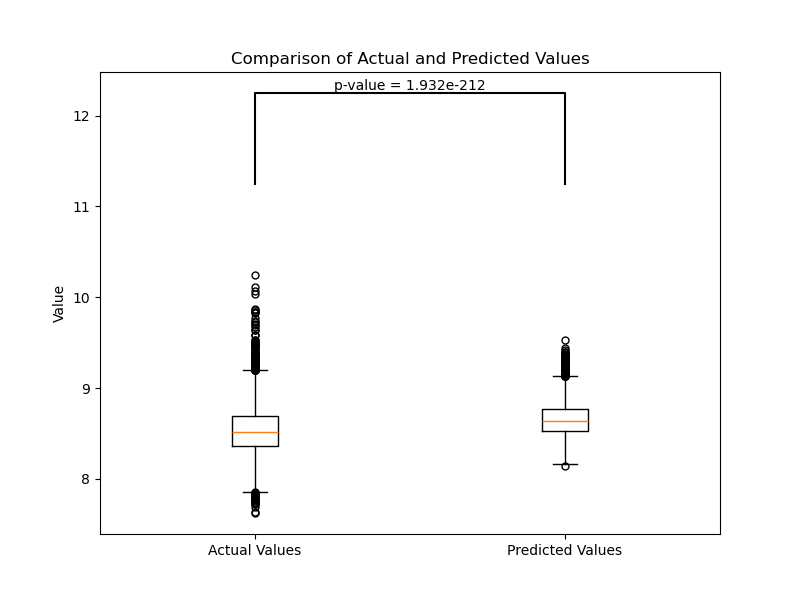 Comparison of Actual and Predicted Values
p-value = 1.932e-212
12
11
10
9
8
Value
Actual Values
Predicted Values